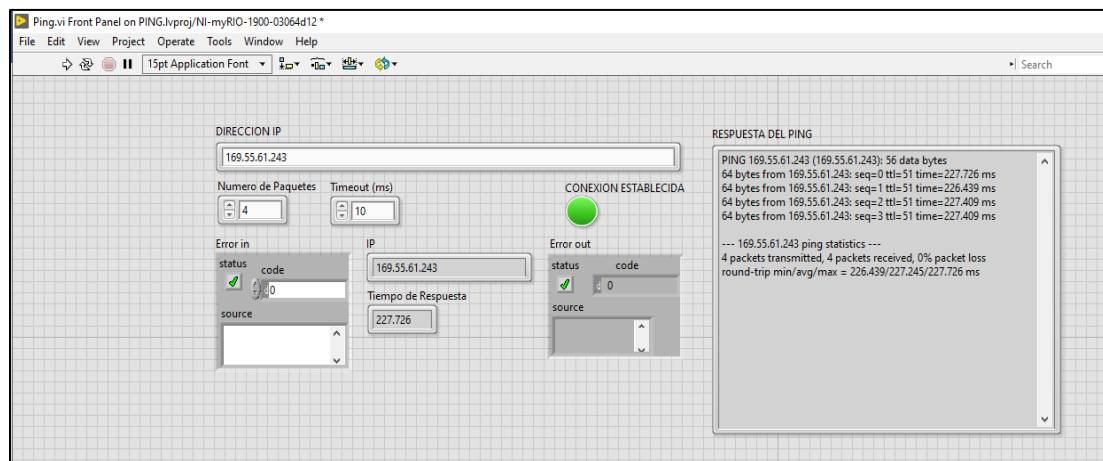 Ping.vi Front Panel on PING.lvproj/NI-myRIO-1900-03064d12 *
File Edit View Project Operate Tools Window Help
15pt Application Font
Search
DIRECCION IP
169.55.61.243
Numero de Paquetes
4
Timeout (ms)
10
CONEXION ESTABLECIDA
Error in
status
code
0
source
IP
169.55.61.243
Tiempo de Respuesta
227.726
Error out
status
code
0
source
RESPUESTA DEL PING
PING 169.55.61.243 (169.55.61.243): 56 data bytes
64 bytes from 169.55.61.243: seq=0 ttl=51 time=227.726 ms
64 bytes from 169.55.61.243: seq=1 ttl=51 time=226.439 ms
64 bytes from 169.55.61.243: seq=2 ttl=51 time=227.409 ms
64 bytes from 169.55.61.243: seq=3 ttl=51 time=227.409 ms
--- 169.55.61.243 ping statistics ---
4 packets transmitted, 4 packets received, 0% packet loss
round-trip min/avg/max = 226.439/227.245/227.726 ms